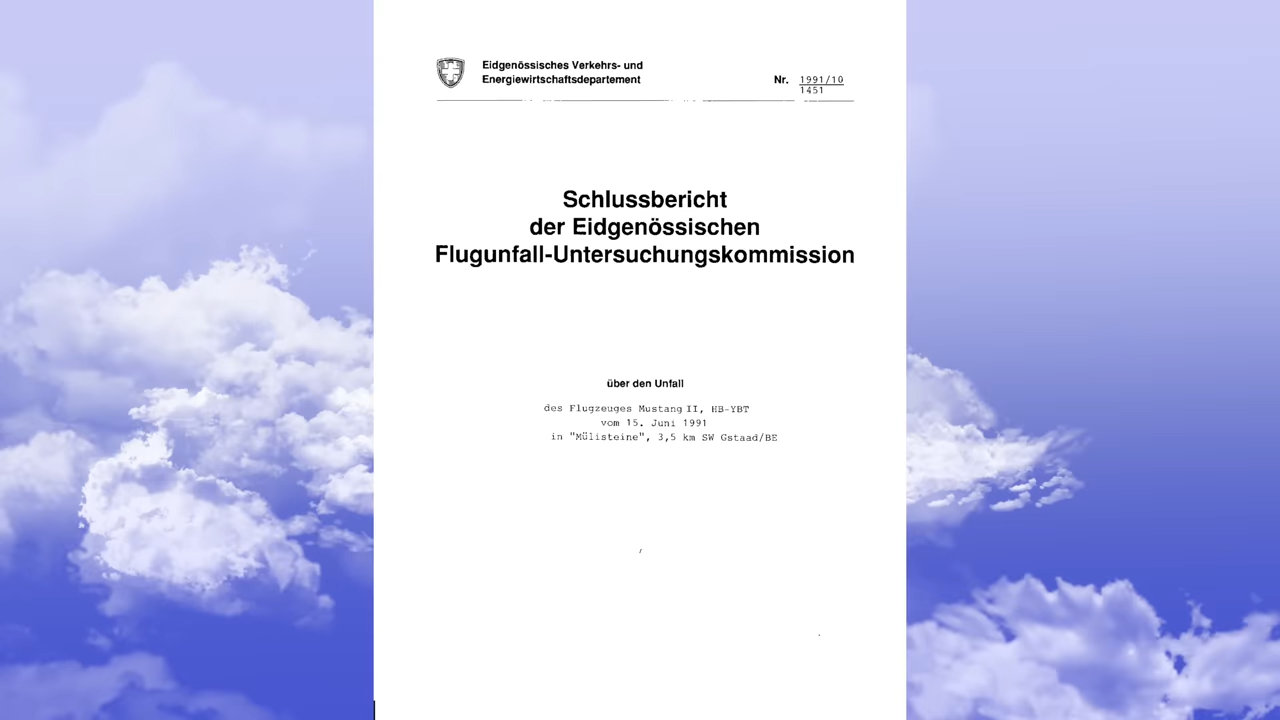 Eidgenössisches Verkehrs- und
Energiewirtschaftsdepartement
Nr. 1991/10
1451
Schlussbericht
der Eidgenössischen
Flugunfall-Untersuchungskommission
über den Unfall
des Flugzeuges Mustang II, HB-YBT
vom 15. Juni 1991
in "Mülisteine", 3,5 km SW Gstaad/BE